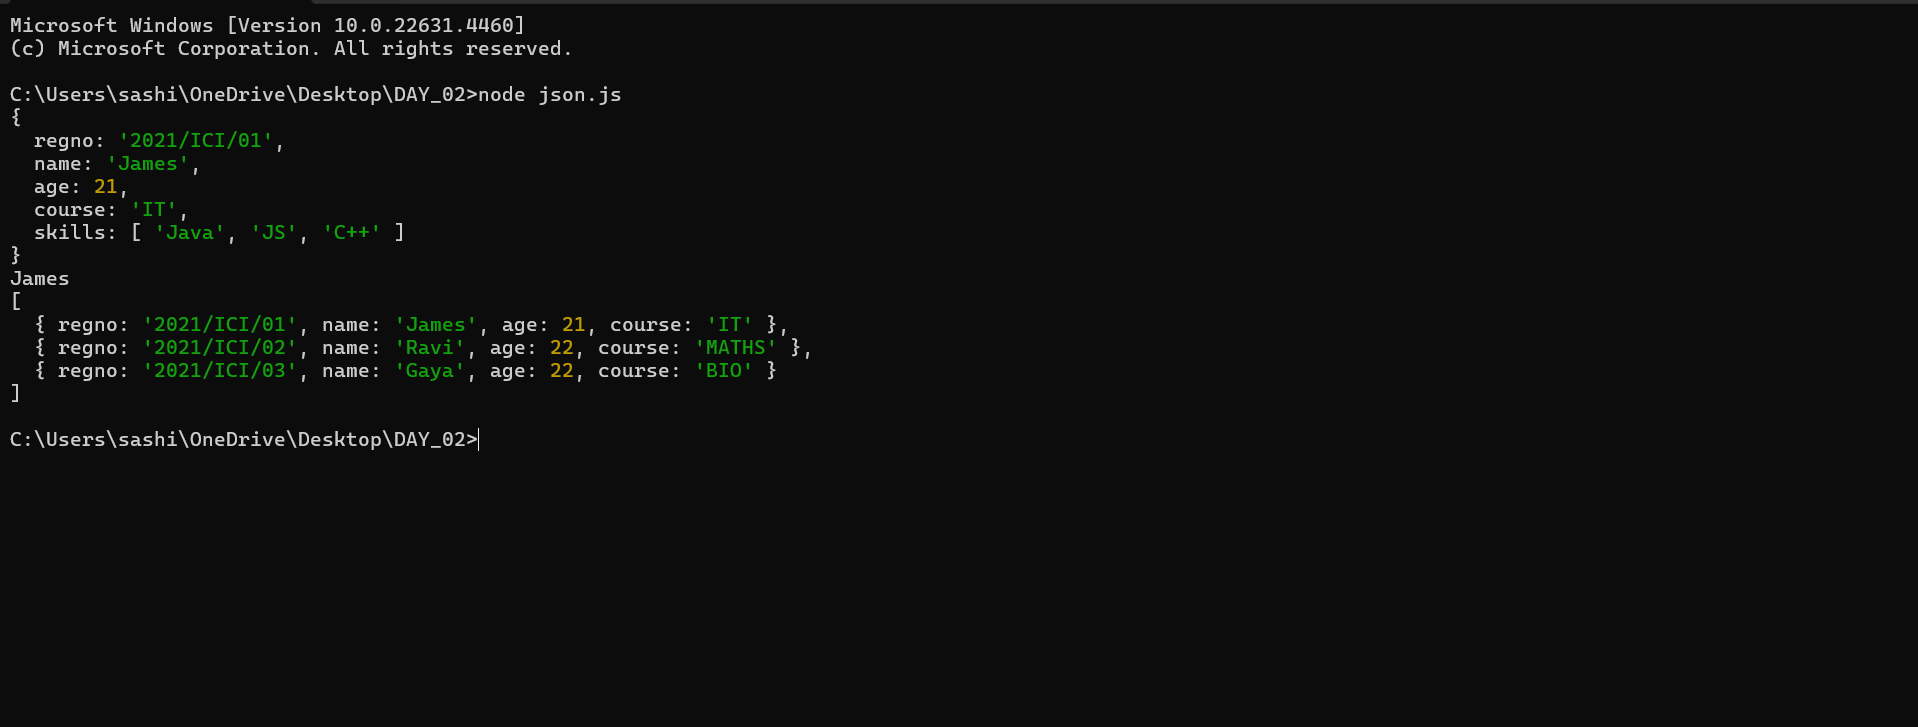 Microsoft Windows [Version 10.0.22631.4460]
(c) Microsoft Corporation. All rights reserved.

C:\Users\sashi\OneDrive\Desktop\DAY_02>node json.js
{
  regno: '2021/ICI/01',
  name: 'James',
  age: 21,
  course: 'IT',
  skills: [ 'Java', 'JS', 'C++' ]
}
James
[
  { regno: '2021/ICI/01', name: 'James', age: 21, course: 'IT' },
  { regno: '2021/ICI/02', name: 'Ravi', age: 22, course: 'MATHS' },
  { regno: '2021/ICI/03', name: 'Gaya', age: 22, course: 'BIO' }
]

C:\Users\sashi\OneDrive\Desktop\DAY_02>